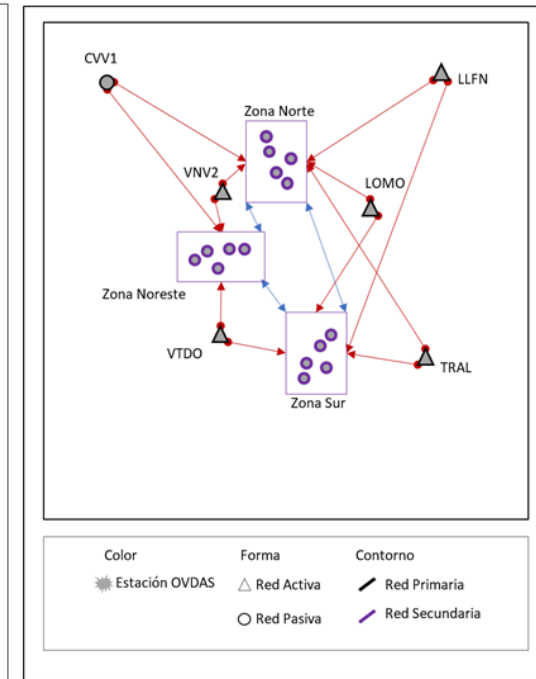 CVV1
LLFN
Zona Norte
VNV2
LOMO
Zona Noreste
VTDO
TRAL
Zona Sur
Color Forma Contorno
Estación OVDAS Red Activa Red Primaria
Red Pasiva Red Secundaria